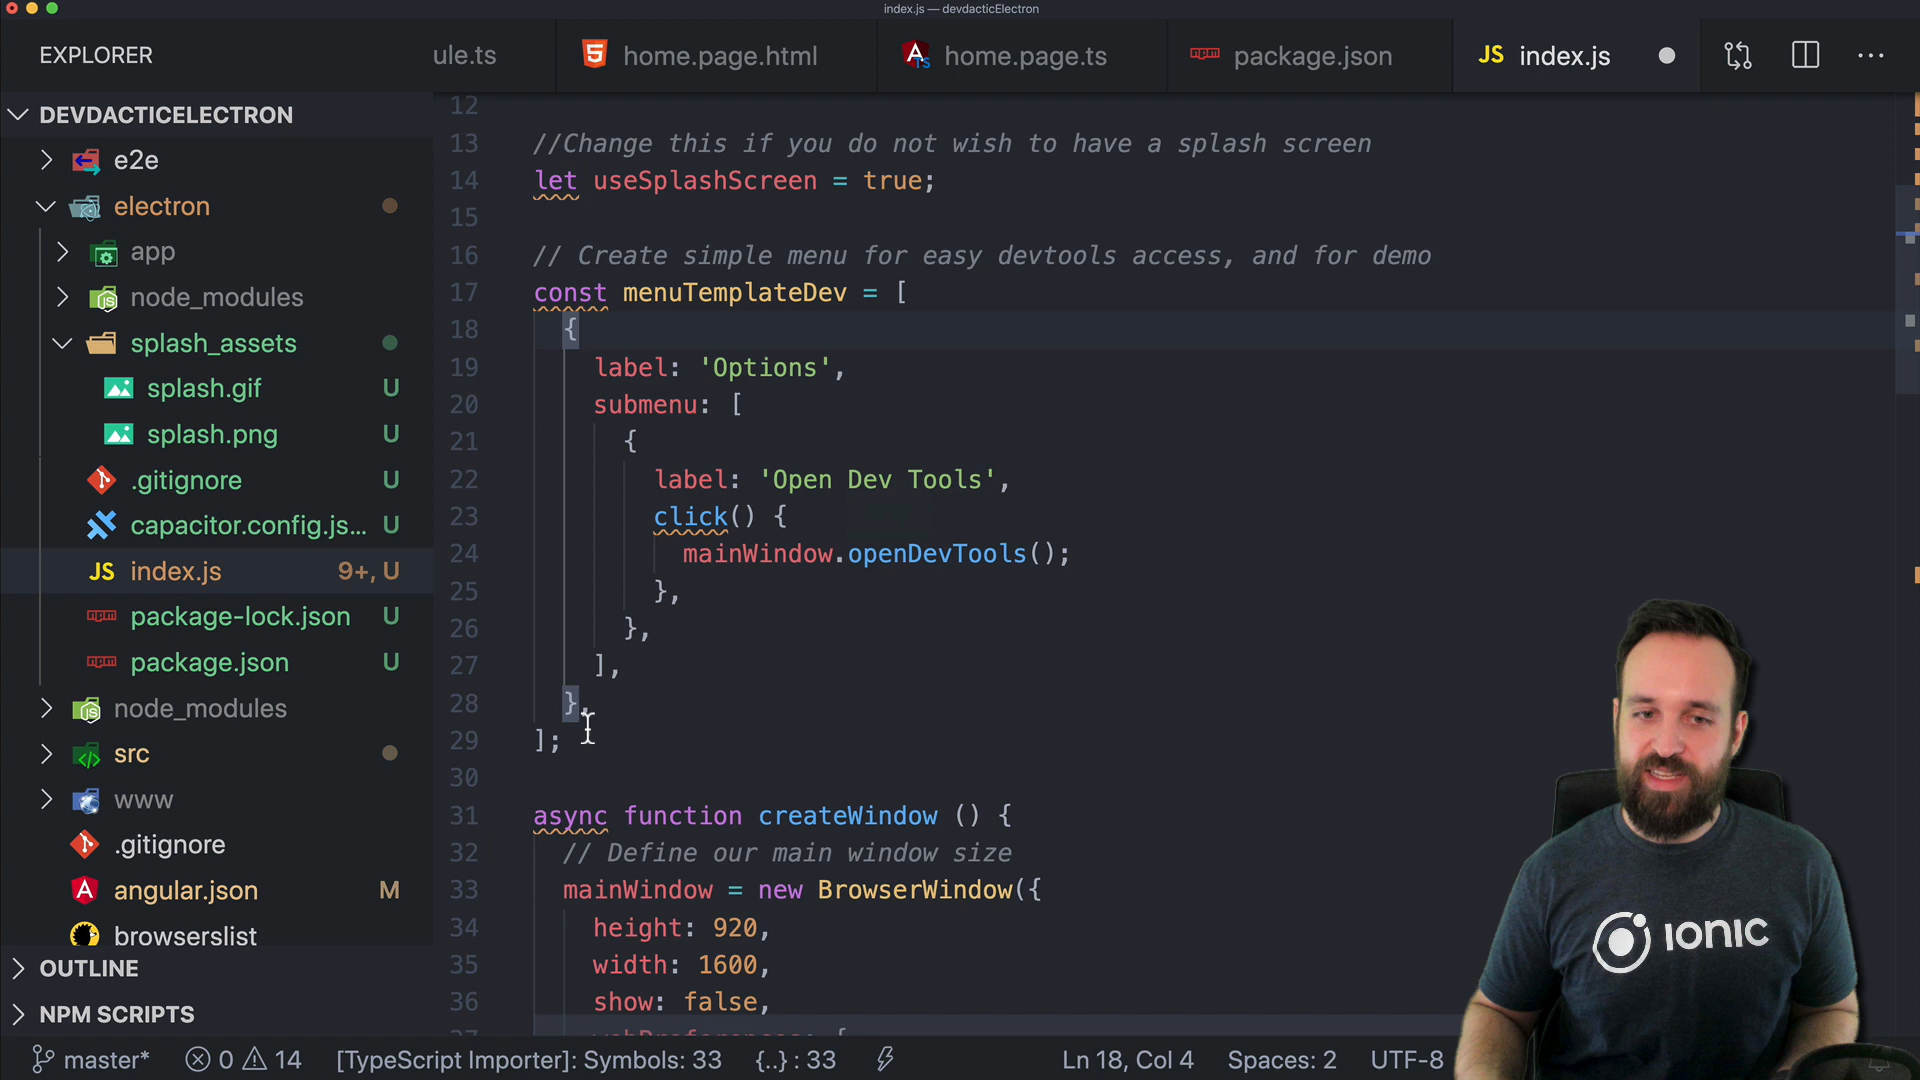 index.js — devdacticElectron
EXPLORER
ule.ts
home.page.html
home.page.ts
package.json
JS index.js
DEVDACTICELECTRON
e2e
electron
app
node_modules
splash_assets
splash.gif U
splash.png U
.gitignore U
capacitor.config.js... U
JS index.js 9+, U
package-lock.json U
package.json U
node_modules
src
www
.gitignore
angular.json M
browserslist
OUTLINE
NPM SCRIPTS
12
13 //Change this if you do not wish to have a splash screen
14 let useSplashScreen = true;
15
16 // Create simple menu for easy devtools access, and for demo
17 const menuTemplateDev = [
18 {
19 label: 'Options',
20 submenu: [
21 {
22 label: 'Open Dev Tools',
23 click() {
24 mainWindow.openDevTools();
25 },
26 },
27 ],
28 },
29 ];
30
31 async function createWindow () {
32 // Define our main window size
33 mainWindow = new BrowserWindow({
34 height: 920,
35 width: 1600,
36 show: false,
37 webPreferences: {
IONIC
master* 0 14 [TypeScript Importer]: Symbols: 33 {..} : 33 Ln 18, Col 4 Spaces: 2 UTF-8